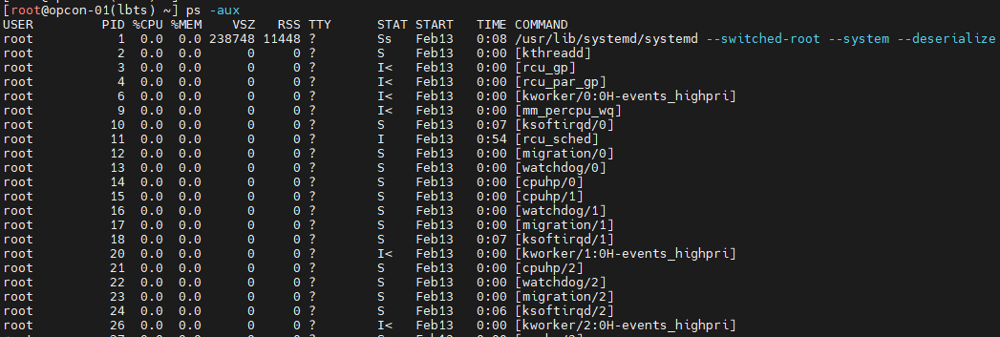 [root@opcon-01(lbts) ~] ps -aux
USER PID %CPU %MEM VSZ RSS TTY STAT START TIME COMMAND
root 1 0.0 0.0 238748 11448 ? Ss Feb13 0:08 /usr/lib/systemd/systemd --switched-root --system --deserialize
root 2 0.0 0.0 0 0 ? S Feb13 0:00 [kthreadd]
root 3 0.0 0.0 0 0 ? I< Feb13 0:00 [rcu_gp]
root 4 0.0 0.0 0 0 ? I< Feb13 0:00 [rcu_par_gp]
root 6 0.0 0.0 0 0 ? I< Feb13 0:00 [kworker/0:0H-events_highpri]
root 9 0.0 0.0 0 0 ? I< Feb13 0:00 [mm_percpu_wq]
root 10 0.0 0.0 0 0 ? S Feb13 0:07 [ksoftirqd/0]
root 11 0.0 0.0 0 0 ? I Feb13 0:54 [rcu_sched]
root 12 0.0 0.0 0 0 ? S Feb13 0:00 [migration/0]
root 13 0.0 0.0 0 0 ? S Feb13 0:00 [watchdog/0]
root 14 0.0 0.0 0 0 ? S Feb13 0:00 [cpuhp/0]
root 15 0.0 0.0 0 0 ? S Feb13 0:00 [cpuhp/1]
root 16 0.0 0.0 0 0 ? S Feb13 0:00 [watchdog/1]
root 17 0.0 0.0 0 0 ? S Feb13 0:00 [migration/1]
root 18 0.0 0.0 0 0 ? S Feb13 0:07 [ksoftirqd/1]
root 20 0.0 0.0 0 0 ? I< Feb13 0:00 [kworker/1:0H-events_highpri]
root 21 0.0 0.0 0 0 ? S Feb13 0:00 [cpuhp/2]
root 22 0.0 0.0 0 0 ? S Feb13 0:00 [watchdog/2]
root 23 0.0 0.0 0 0 ? S Feb13 0:00 [migration/2]
root 24 0.0 0.0 0 0 ? S Feb13 0:06 [ksoftirqd/2]
root 26 0.0 0.0 0 0 ? I< Feb13 0:00 [kworker/2:0H-events_highpri]